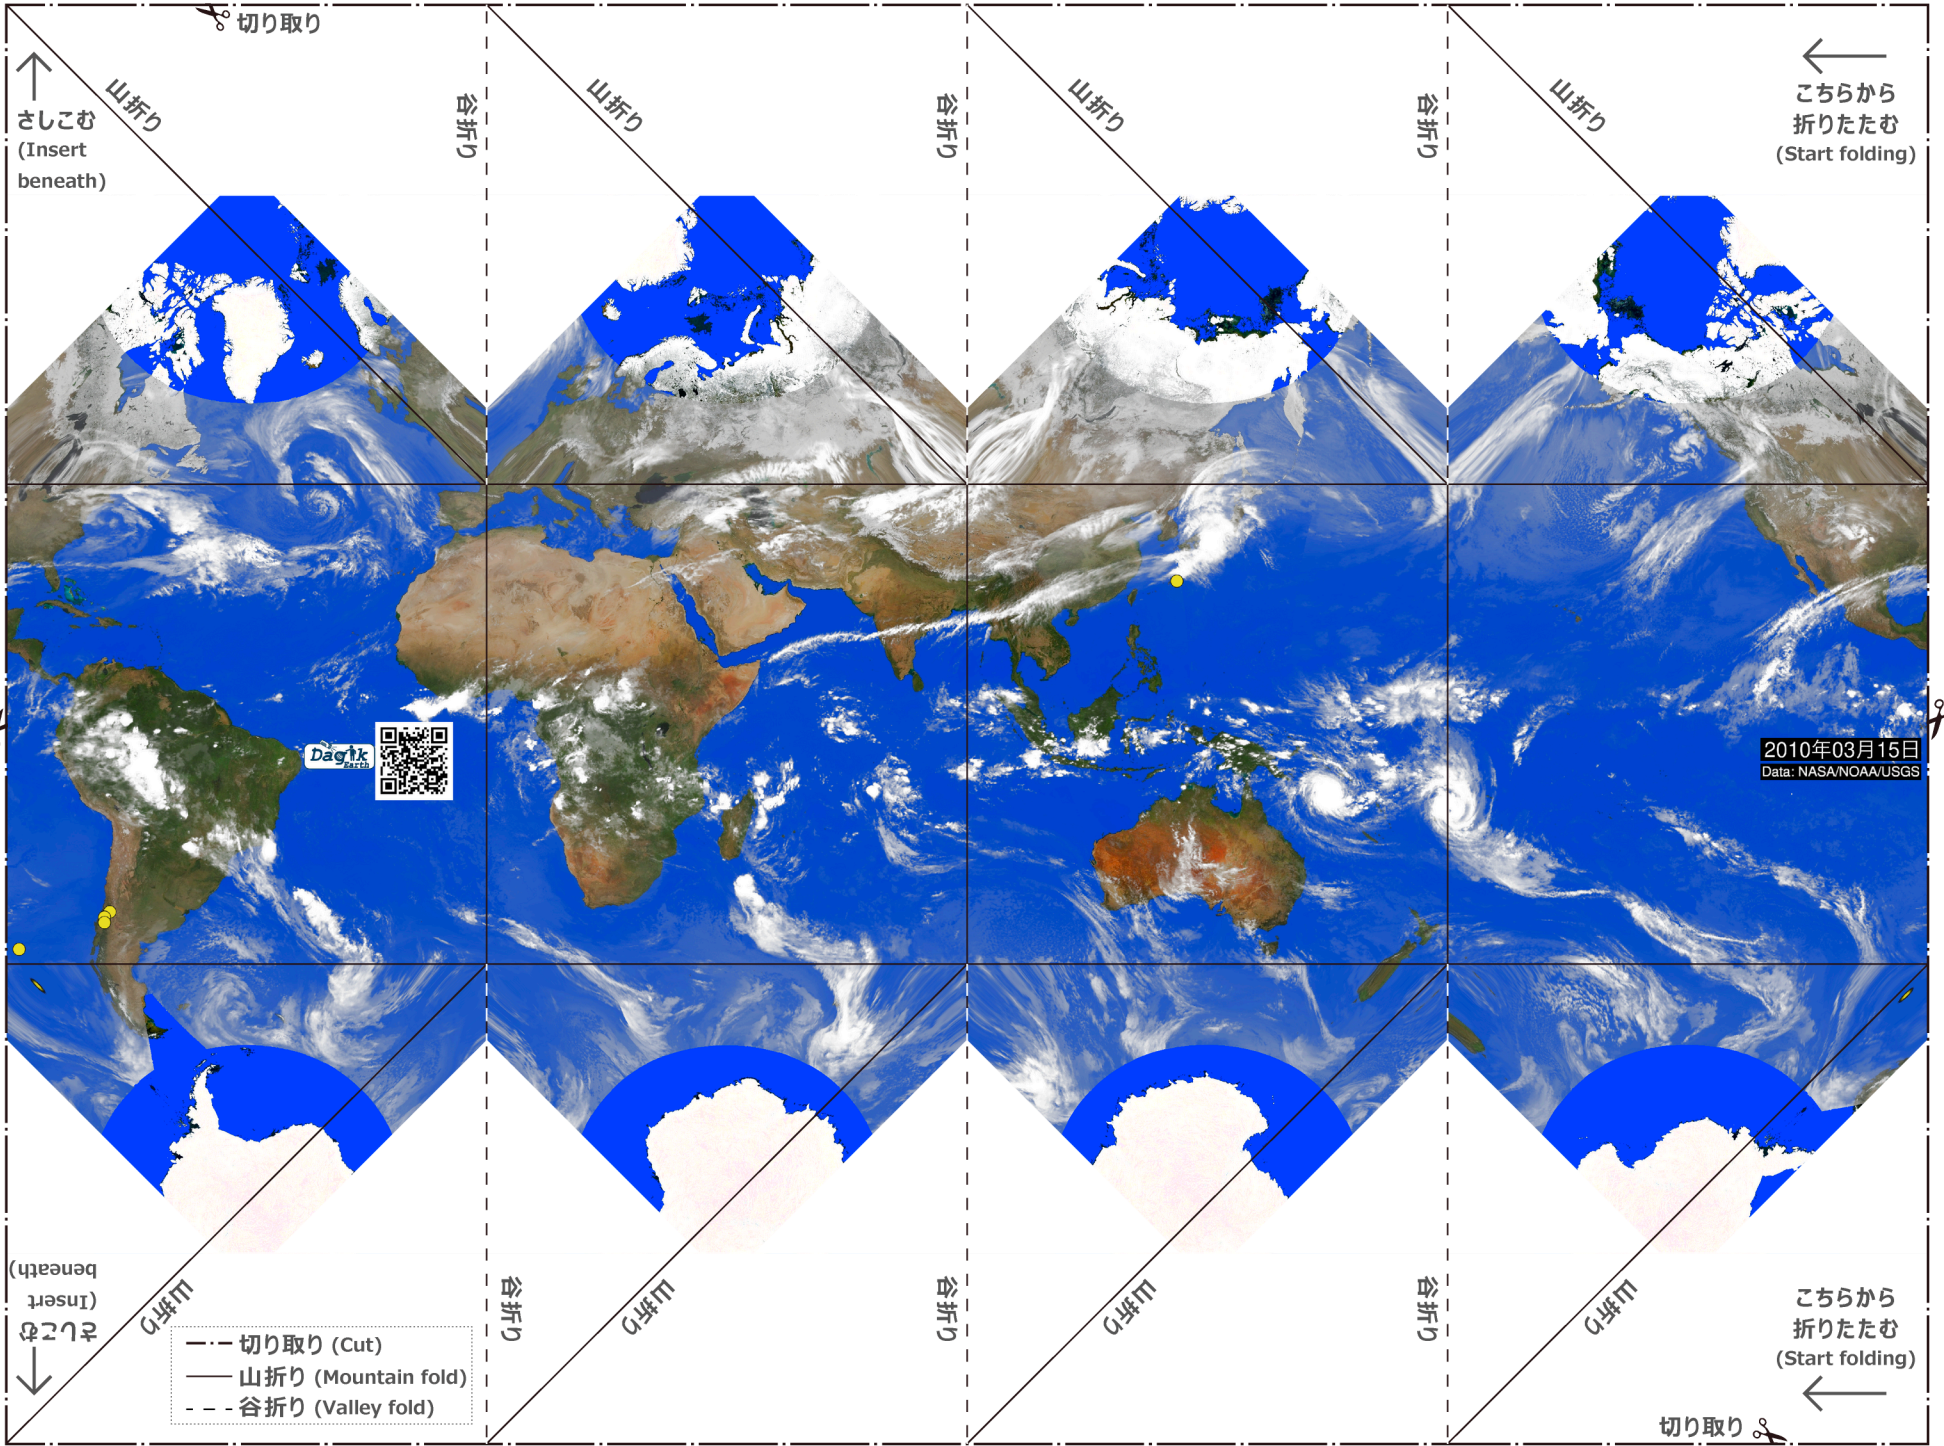 切り取り
山折り
谷折り
山折り
谷折り
山折り
谷折り
山折り
さしこむ
(Insert
beneath)
こちらから
折りたたむ
(Start folding)
Dagik
Earth
2010年03月15日
Data: NASA/NOAA/USGS
さしこむ
(Insert
beneath)
山折り
谷折り
山折り
谷折り
山折り
谷折り
山折り
切り取り (Cut)
山折り (Mountain fold)
谷折り (Valley fold)
こちらから
折りたたむ
(Start folding)
切り取り